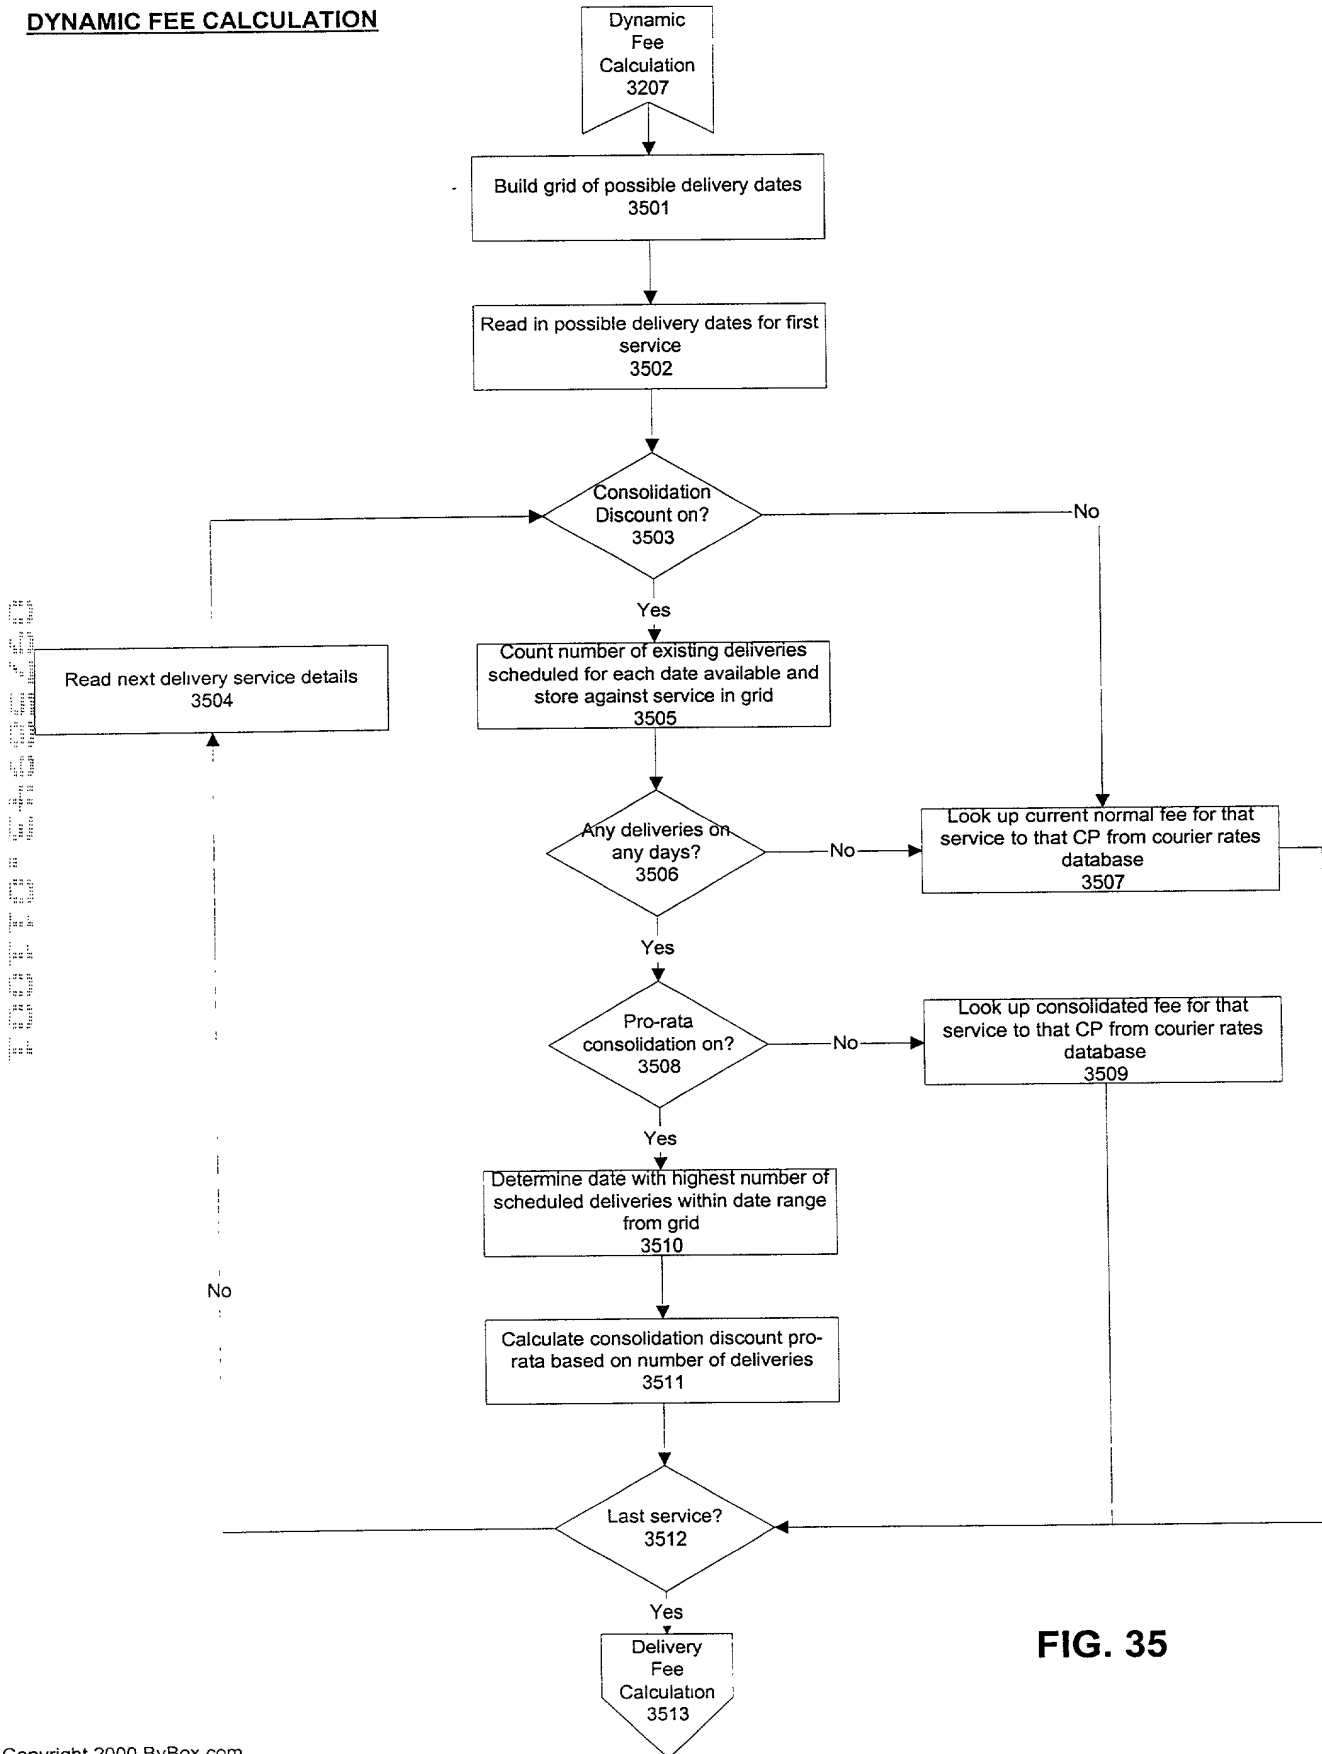 DYNAMIC FEE CALCULATION
Dynamic
Fee
Calculation
3207
Build grid of possible delivery dates
3501
Read in possible delivery dates for first
service
3502
Consolidation
Discount on?
3503
No
Yes
Read next delivery service details
3504
Count number of existing deliveries
scheduled for each date available and
store against service in grid
3505
Any deliveries on
any days?
3506
No
Look up current normal fee for that
service to that CP from courier rates
database
3507
Yes
Pro-rata
consolidation on?
3508
No
Look up consolidated fee for that
service to that CP from courier rates
database
3509
Yes
Determine date with highest number of
scheduled deliveries within date range
from grid
3510
No
Calculate consolidation discount pro-
rata based on number of deliveries
3511
Last service?
3512
Yes
Delivery
Fee
Calculation
3513
FIG. 35
Copyright 2000 ByBox.com